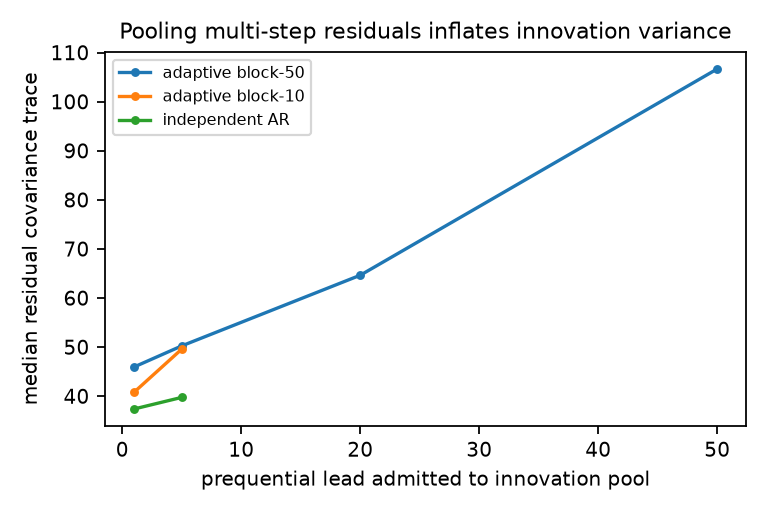 Pooling multi-step residuals inflates innovation variance
adaptive block-50
adaptive block-10
independent AR
median residual covariance trace
110
100
90
80
70
60
50
40
0
10
20
30
40
50
prequential lead admitted to innovation pool